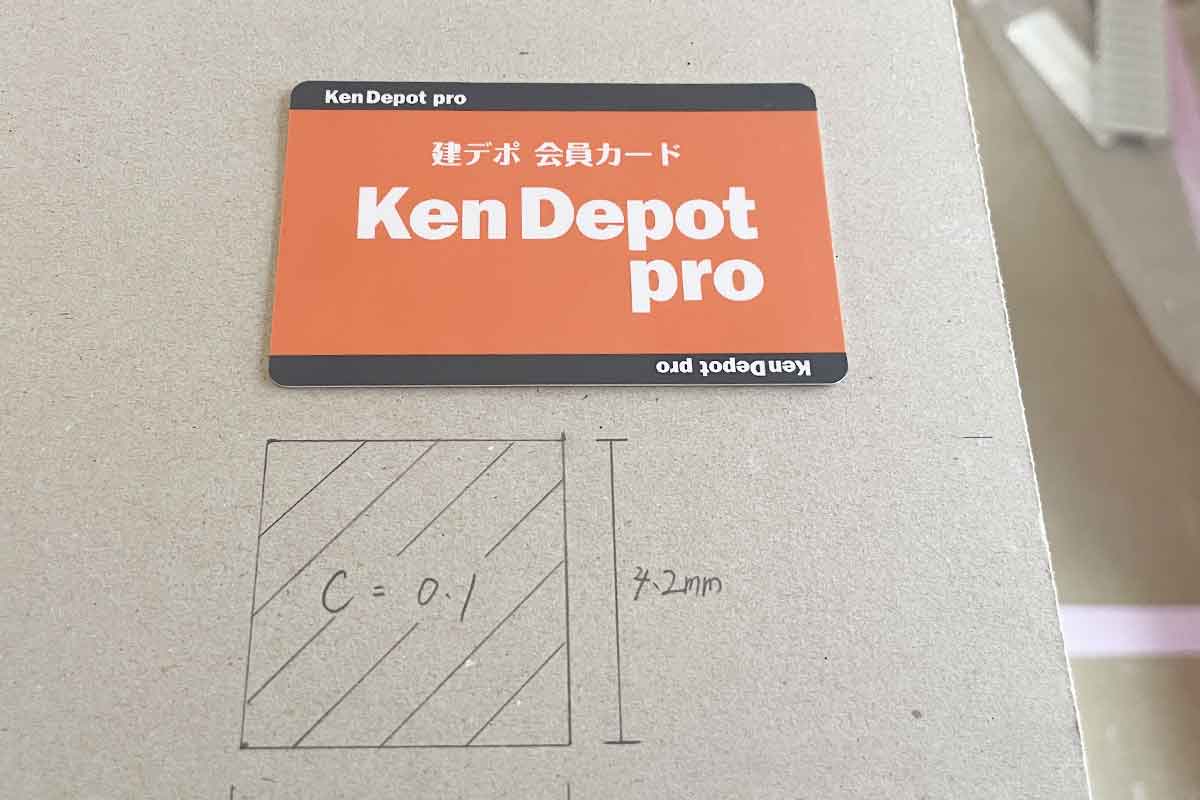 Ken Depot pro
建デポ 会員カード
Ken Depot
pro
Ken Depot pro
C = 0.1
4.2mm